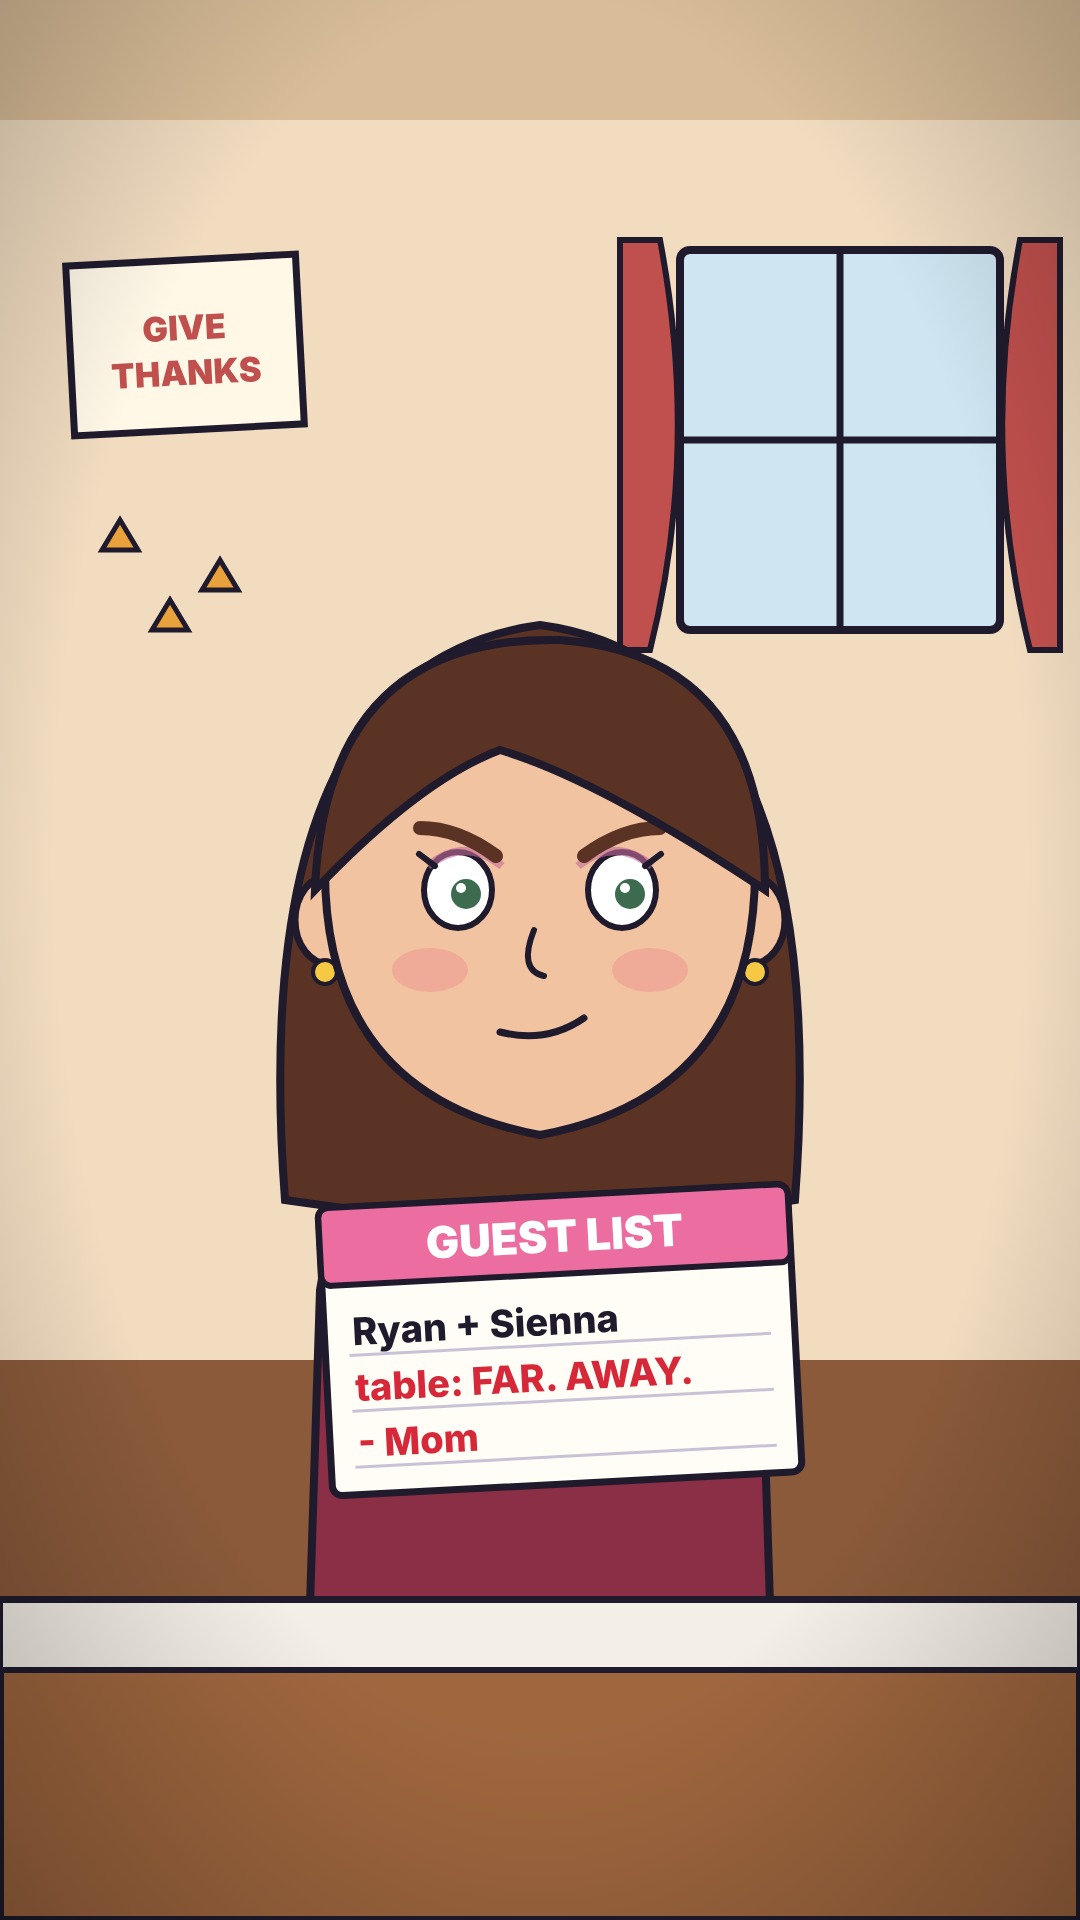 GIVE
THANKS
GUEST LIST
Ryan + Sienna
table: FAR. AWAY.
- Mom